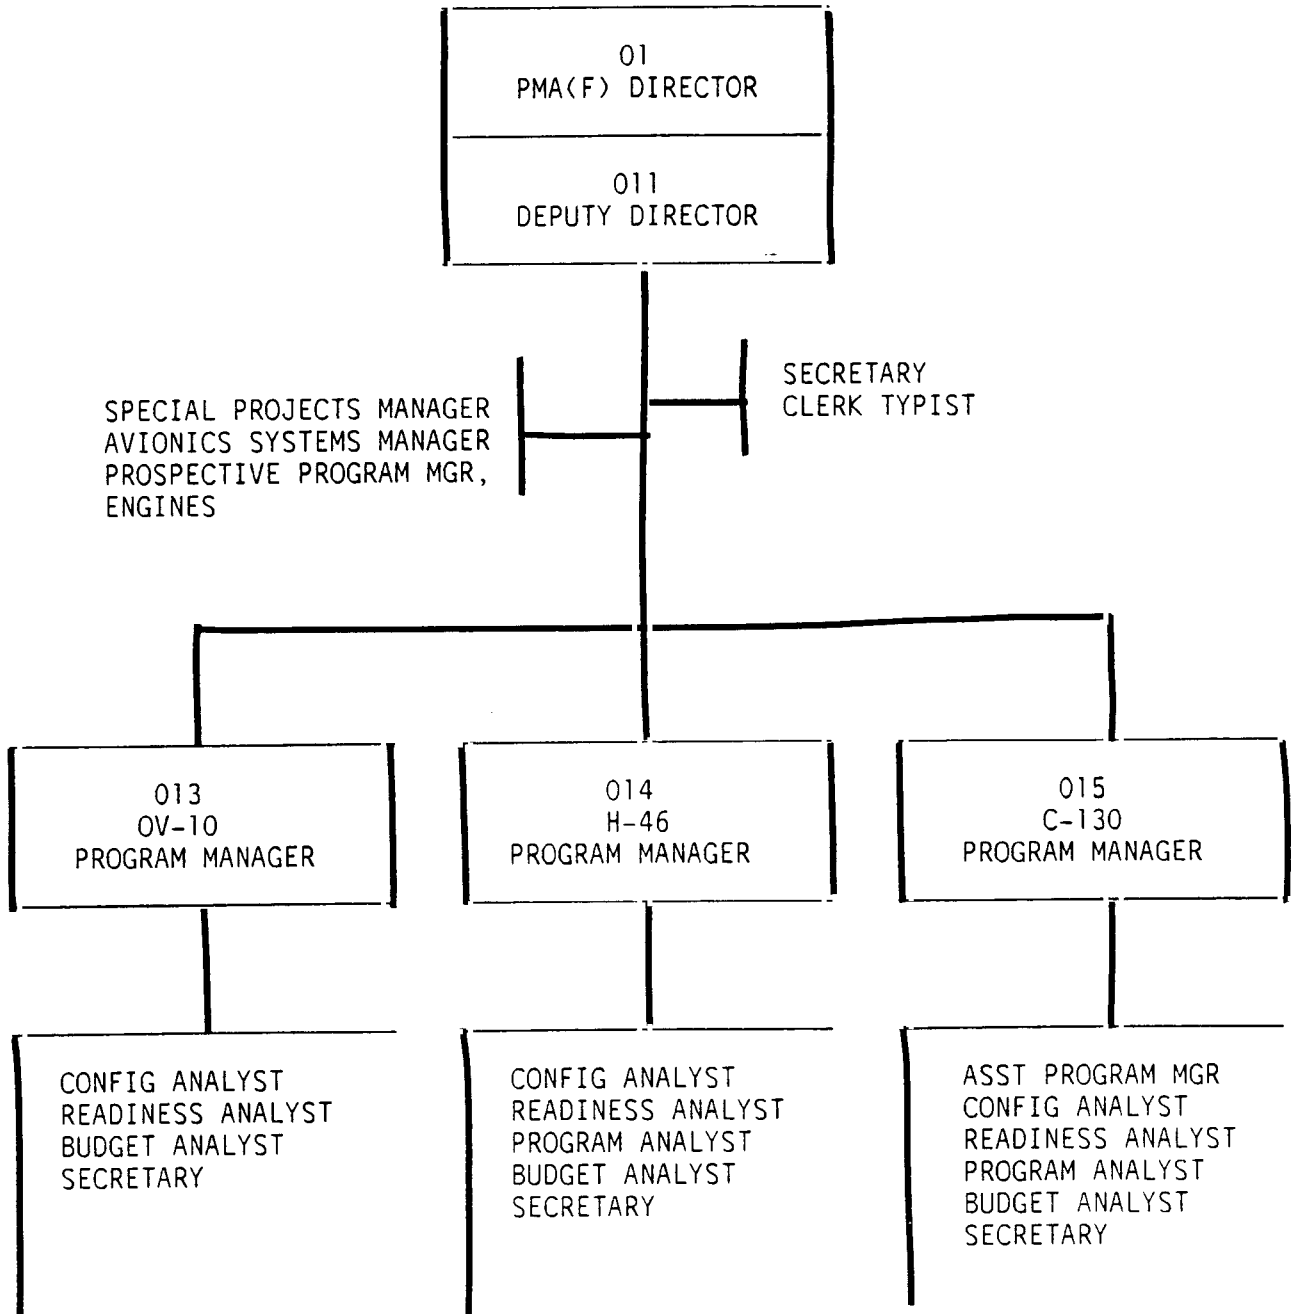 01
PMA(F) DIRECTOR
011
DEPUTY DIRECTOR
SECRETARY
CLERK TYPIST
SPECIAL PROJECTS MANAGER
AVIONICS SYSTEMS MANAGER
PROSPECTIVE PROGRAM MGR,
ENGINES
013
OV-10
PROGRAM MANAGER
014
H-46
PROGRAM MANAGER
015
C-130
PROGRAM MANAGER
CONFIG ANALYST
READINESS ANALYST
BUDGET ANALYST
SECRETARY
CONFIG ANALYST
READINESS ANALYST
PROGRAM ANALYST
BUDGET ANALYST
SECRETARY
ASST PROGRAM MGR
CONFIG ANALYST
READINESS ANALYST
PROGRAM ANALYST
BUDGET ANALYST
SECRETARY